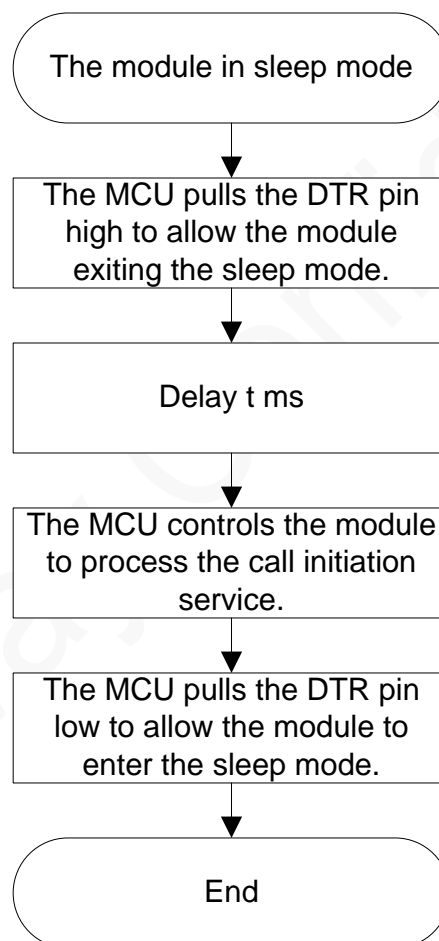 The module in sleep mode
The MCU pulls the DTR pin
high to allow the module
exiting the sleep mode.
Delay t ms
The MCU controls the module
to process the call initiation
service.
The MCU pulls the DTR pin
low to allow the module to
enter the sleep mode.
End